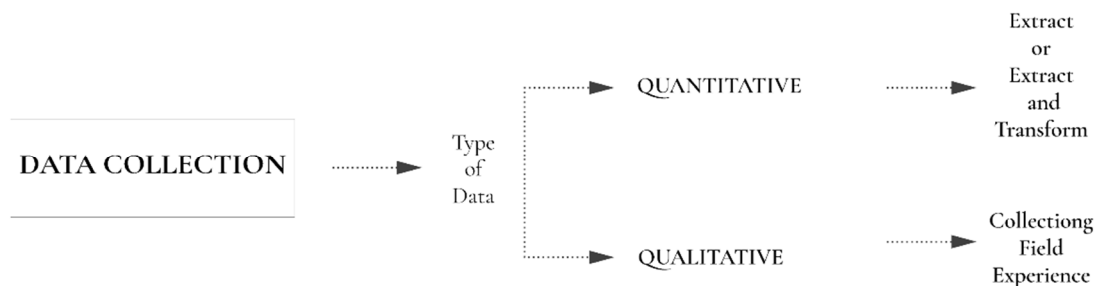 DATA COLLECTION
Type
of
Data
QUANTITATIVE
Extract
or
Extract
and
Transform
QUALITATIVE
Collectiong
Field
Experience